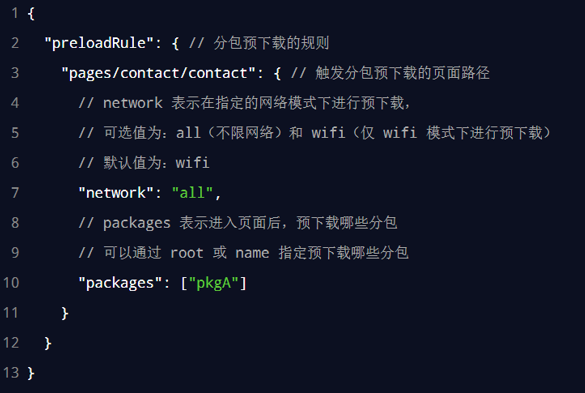 1 {
2 "preloadRule": { // 分包预下载的规则
3 "pages/contact/contact": { // 触发分包预下载的页面路径
4 // network 表示在指定的网络模式下进行预下载，
5 // 可选值为：all（不限网络）和 wifi（仅 wifi 模式下进行预下载）
6 // 默认值为：wifi
7 "network": "all",
8 // packages 表示进入页面后，预下载哪些分包
9 // 可以通过 root 或 name 指定预下载哪些分包
10 "packages": ["pkgA"]
11 }
12 }
13 }